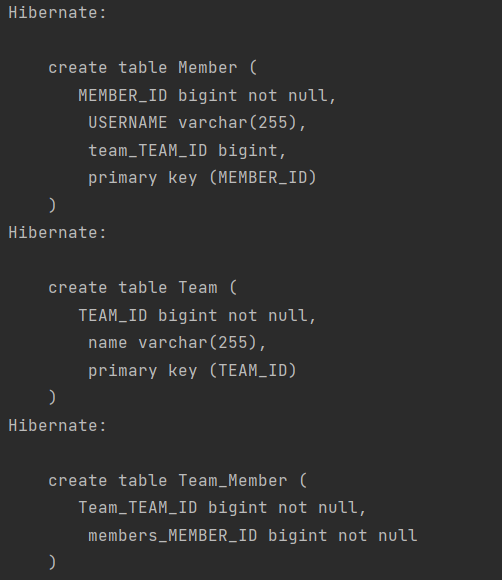 Hibernate:
create table Member (
MEMBER_ID bigint not null,
USERNAME varchar(255),
team_TEAM_ID bigint,
primary key (MEMBER_ID)
)
Hibernate:
create table Team (
TEAM_ID bigint not null,
name varchar(255),
primary key (TEAM_ID)
)
Hibernate:
create table Team_Member (
Team_TEAM_ID bigint not null,
members_MEMBER_ID bigint not null
)